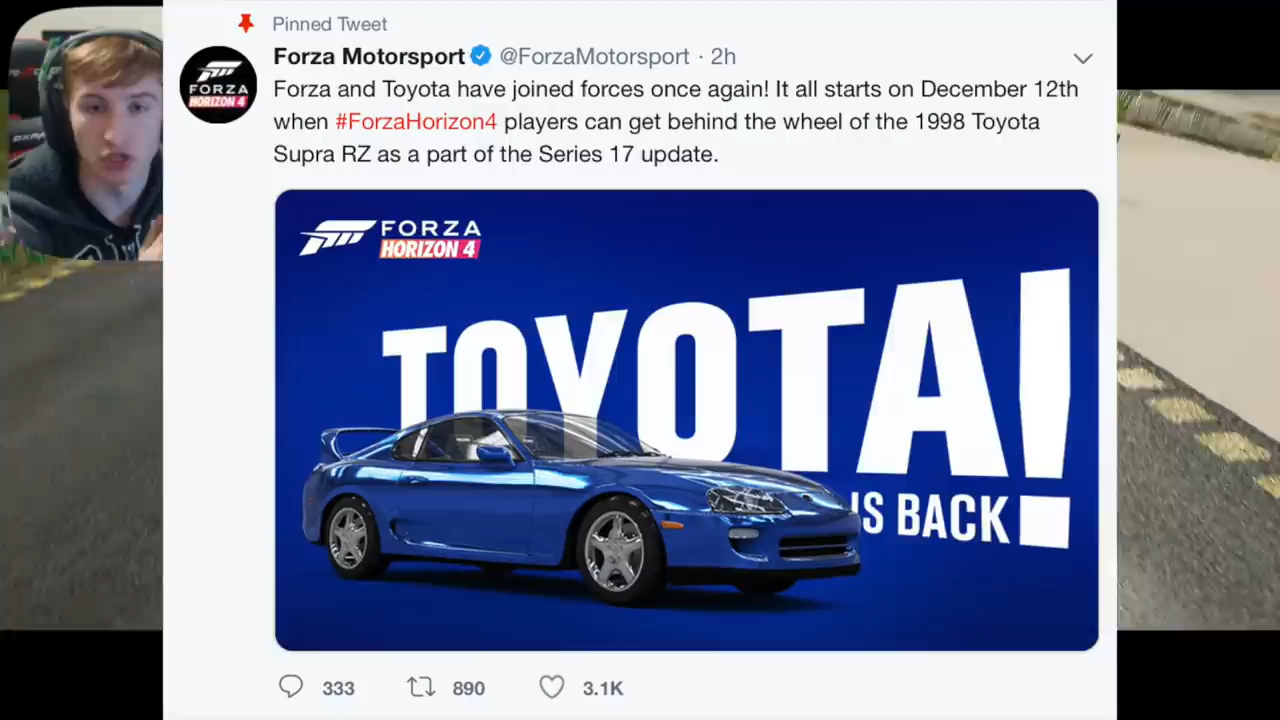 Pinned Tweet
Forza Motorsport @ForzaMotorsport · 2h
Forza and Toyota have joined forces once again! It all starts on December 12th
when #ForzaHorizon4 players can get behind the wheel of the 1998 Toyota
Supra RZ as a part of the Series 17 update.
FORZA
HORIZON 4
FORZA
HORIZON 4
TOYOTA!
IS BACK
333 890 3.1K